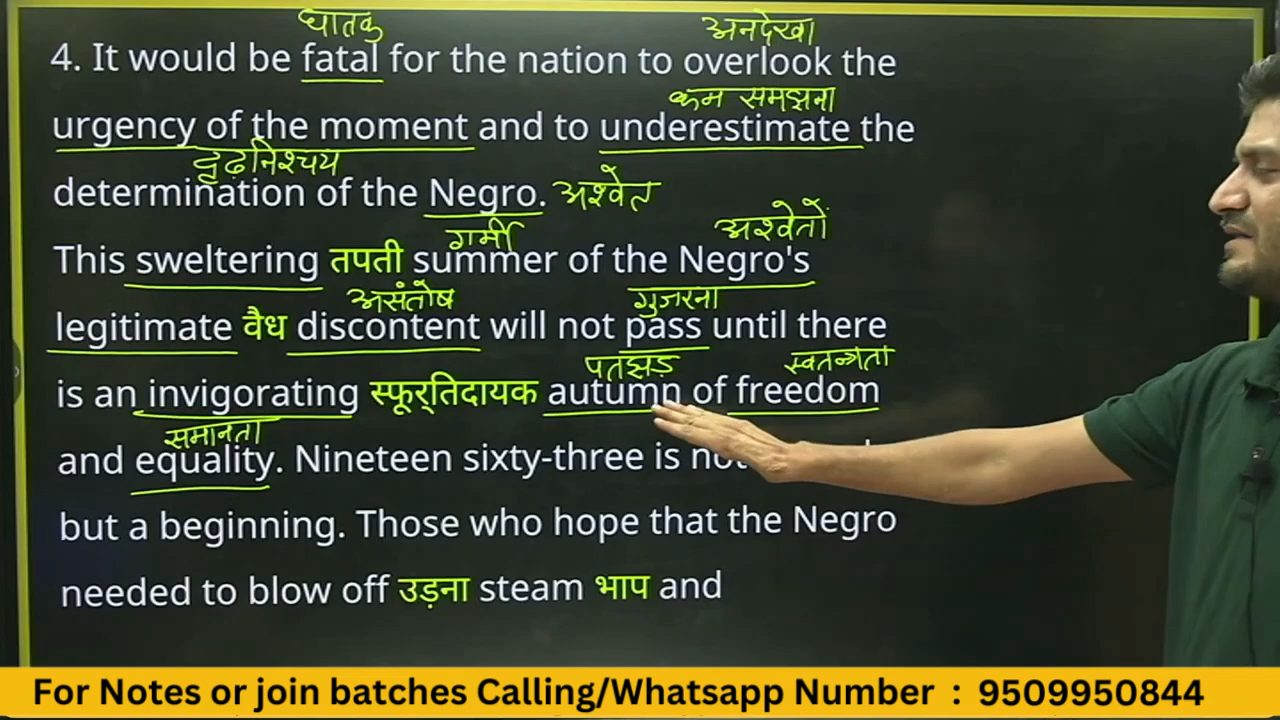 घातक अनदेखा
4. It would be fatal for the nation to overlook the
कम समझना
urgency of the moment and to underestimate the
दृढ़निश्चय
determination of the Negro. अश्वेत
गर्मी अश्वेतों
This sweltering तपती summer of the Negro's
असंतोष गुजरना
legitimate वैध discontent will not pass until there
पतझड़ स्वतन्त्रता
is an invigorating स्फूर्तिदायक autumn of freedom
समानता
and equality. Nineteen sixty-three is not
but a beginning. Those who hope that the Negro
needed to blow off उड़ना steam भाप and
For Notes or join batches Calling/Whatsapp Number : 9509950844